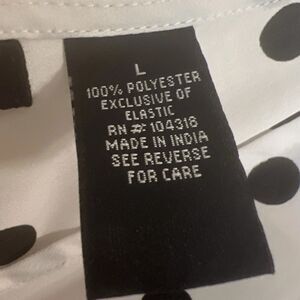 L
100% POLYESTER
EXCLUSIVE OF
ELASTIC
RN # 104318
MADE IN INDIA
SEE REVERSE
FOR CARE